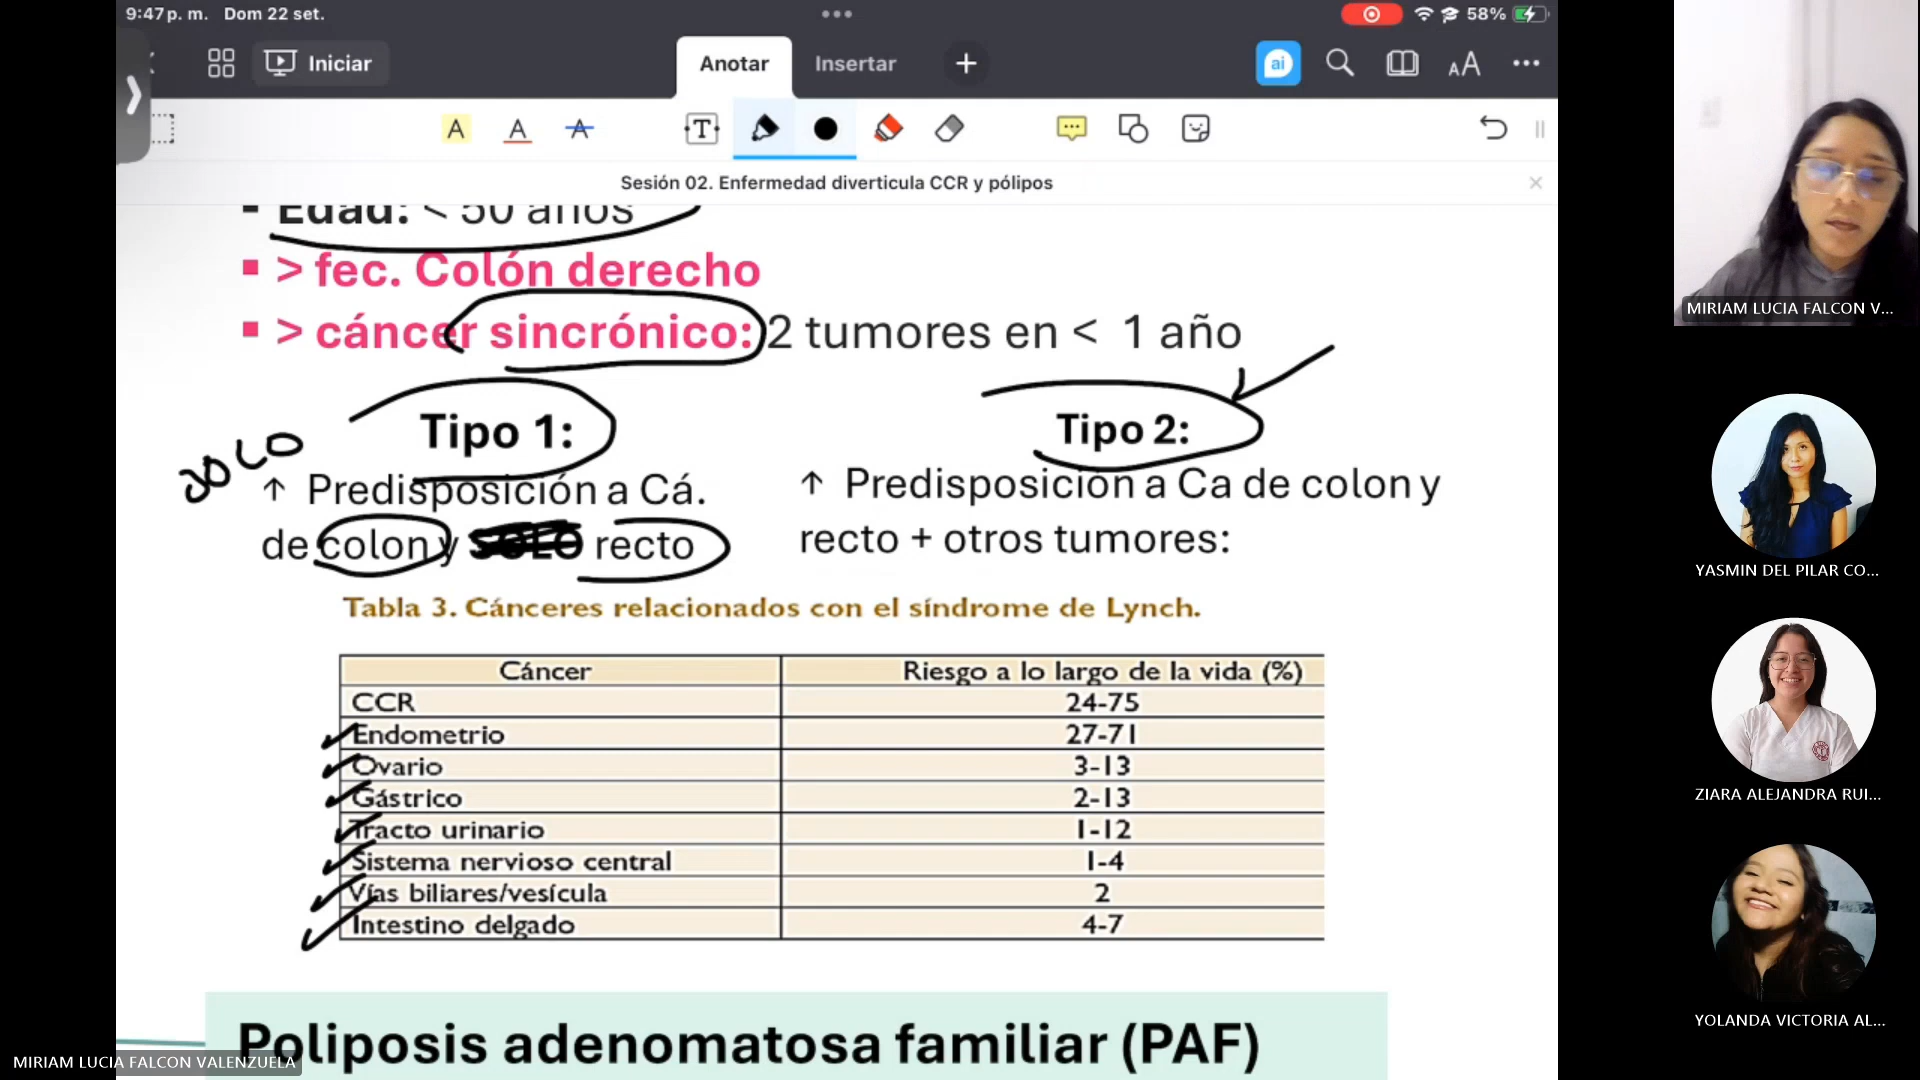 9:47 p. m. Dom 22 set.
58%
Iniciar
Anotar
Insertar
ai
AA
A A A
T
Sesión 02. Enfermedad diverticula CCR y pólipos
Edad: < 50 años
> fec. Colón derecho
> cáncer sincrónico: 2 tumores en < 1 año
Tipo 1:
SOLO
↑ Predisposición a Cá.
de colon y SOLO recto
Tipo 2:
↑ Predisposición a Ca de colon y
recto + otros tumores:
Tabla 3. Cánceres relacionados con el síndrome de Lynch.
Cáncer Riesgo a lo largo de la vida (%)
CCR 24-75
Endometrio 27-71
Ovario 3-13
Gástrico 2-13
Tracto urinario 1-12
Sistema nervioso central 1-4
Vías biliares/vesícula 2
Intestino delgado 4-7
Poliposis adenomatosa familiar (PAF)
MIRIAM LUCIA FALCON VALENZUELA
MIRIAM LUCIA FALCON V...
YASMIN DEL PILAR CO...
ZIARA ALEJANDRA RUI...
YOLANDA VICTORIA AL...